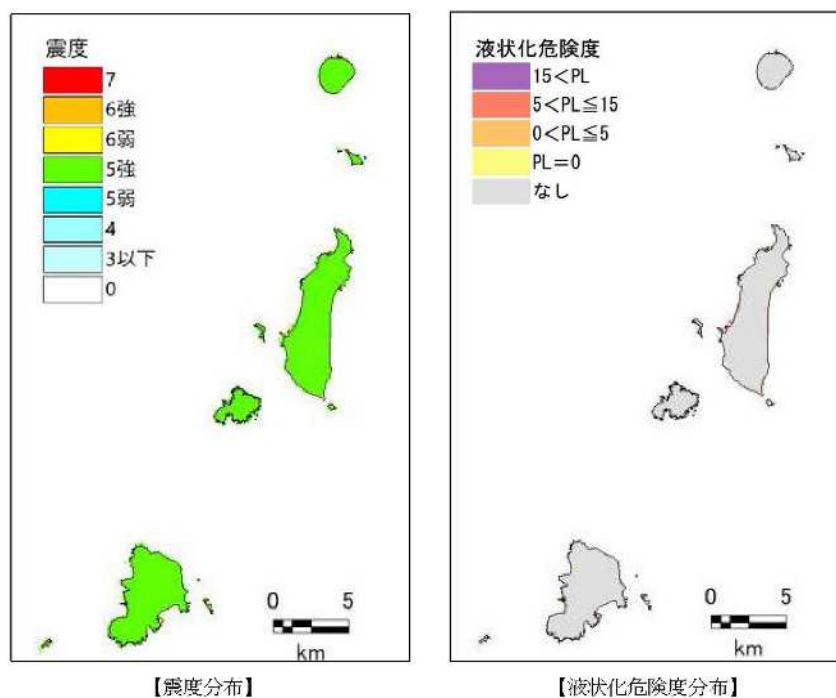 震度
7
6強
6弱
5強
5弱
4
3以下
0
0 5
km
【震度分布】
液状化危険度
15<PL
5<PL≦15
0<PL≦5
PL=0
なし
0 5
km
【液状化危険度分布】